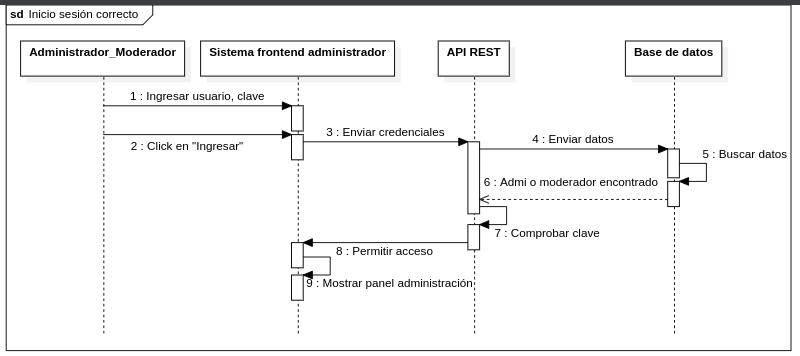 sd Inicio sesión correcto
Administrador_Moderador
Sistema frontend administrador
API REST
Base de datos
1 : Ingresar usuario, clave
2 : Click en "Ingresar"
3 : Enviar credenciales
4 : Enviar datos
5 : Buscar datos
6 : Admi o moderador encontrado
7 : Comprobar clave
8 : Permitir acceso
9 : Mostrar panel administración